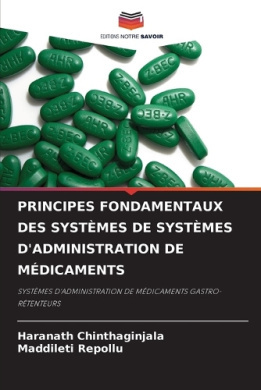 EDITIONS NOTRE SAVOIR
PRINCIPES FONDAMENTAUX
DES SYSTÈMES DE SYSTÈMES
D'ADMINISTRATION DE
MÉDICAMENTS
SYSTÈMES D'ADMINISTRATION DE MÉDICAMENTS GASTRO-
RÉTENTEURS
Haranath Chinthaginjala
Maddileti Repollu